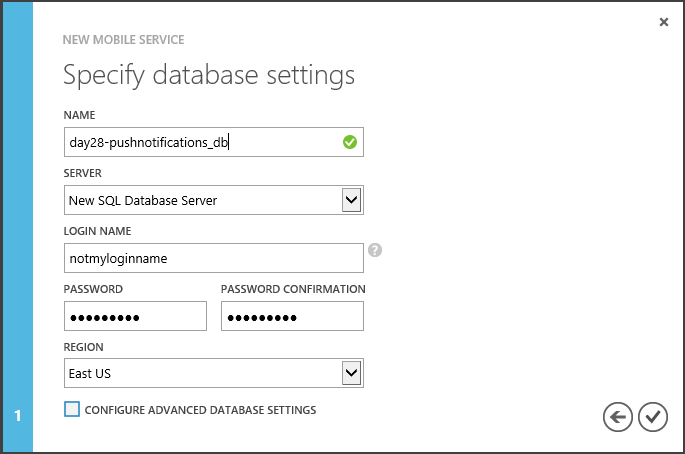 NEW MOBILE SERVICE
Specify database settings
NAME
day28-pushnotifications_db
SERVER
New SQL Database Server
LOGIN NAME
notmyloginname
?
PASSWORD PASSWORD CONFIRMATION
●●●●●●●●● ●●●●●●●●●
REGION
East US
1 CONFIGURE ADVANCED DATABASE SETTINGS